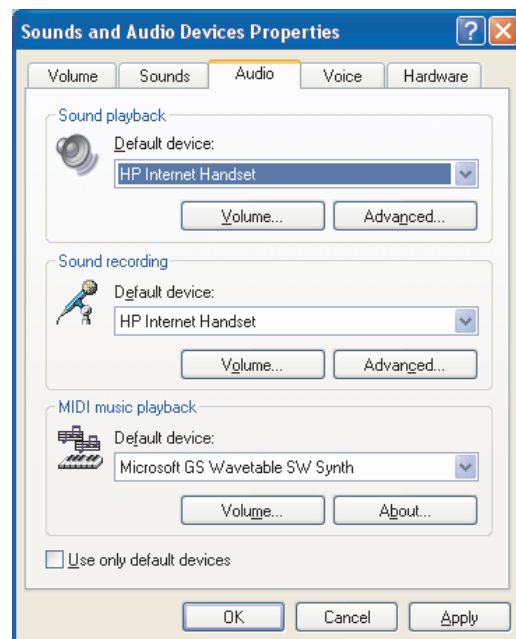 Sounds and Audio Devices Properties
Volume Sounds Audio Voice Hardware
Sound playback
Default device:
HP Internet Handset
Volume... Advanced...
Sound recording
Default device:
HP Internet Handset
Volume... Advanced...
MIDI music playback
Default device:
Microsoft GS Wavetable SW Synth
Volume... About...
Use only default devices
OK Cancel Apply